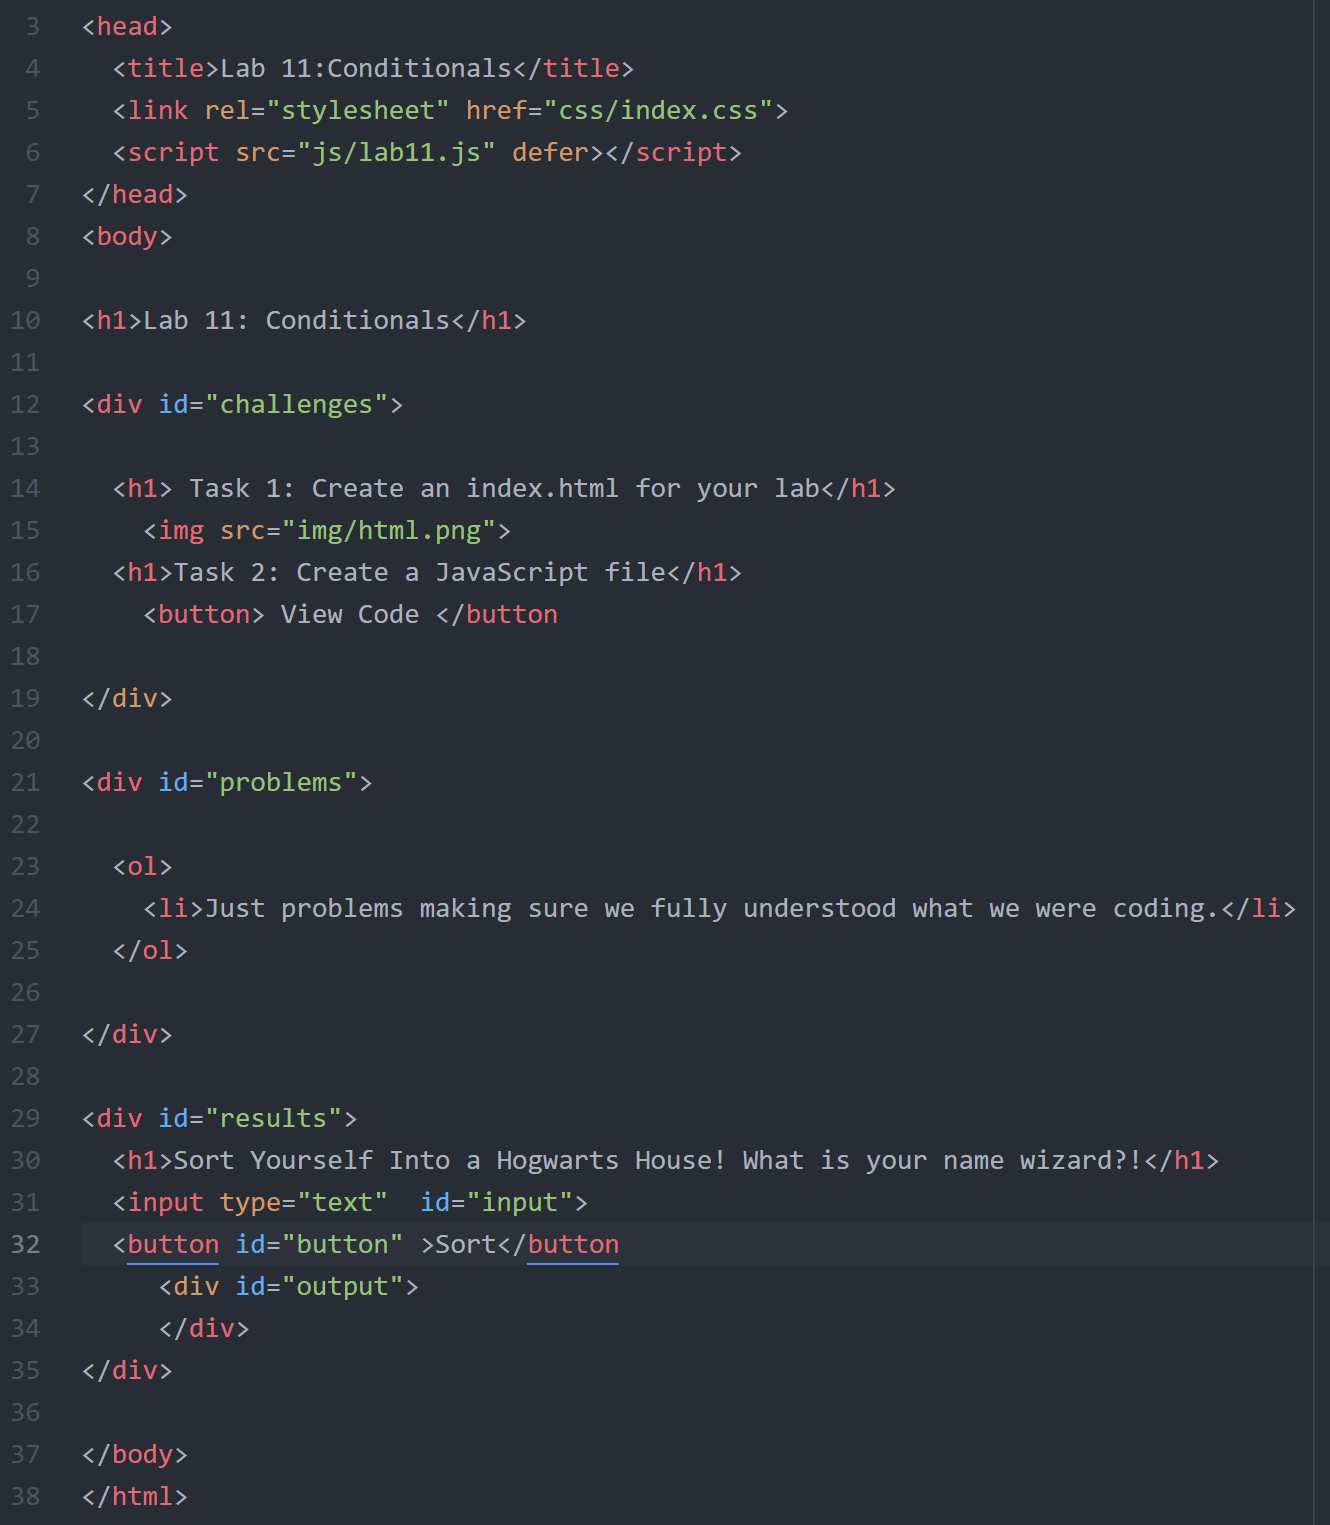 3 <head>
4   <title>Lab 11:Conditionals</title>
5   <link rel="stylesheet" href="css/index.css">
6   <script src="js/lab11.js" defer></script>
7 </head>
8 <body>
9
10 <h1>Lab 11: Conditionals</h1>
11
12 <div id="challenges">
13
14   <h1> Task 1: Create an index.html for your lab</h1>
15     <img src="img/html.png">
16   <h1>Task 2: Create a JavaScript file</h1>
17     <button> View Code </button
18
19 </div>
20
21 <div id="problems">
22
23   <ol>
24     <li>Just problems making sure we fully understood what we were coding.</li>
25   </ol>
26
27 </div>
28
29 <div id="results">
30   <h1>Sort Yourself Into a Hogwarts House! What is your name wizard?!</h1>
31   <input type="text"  id="input">
32   <button id="button" >Sort</button
33      <div id="output">
34      </div>
35 </div>
36
37 </body>
38 </html>